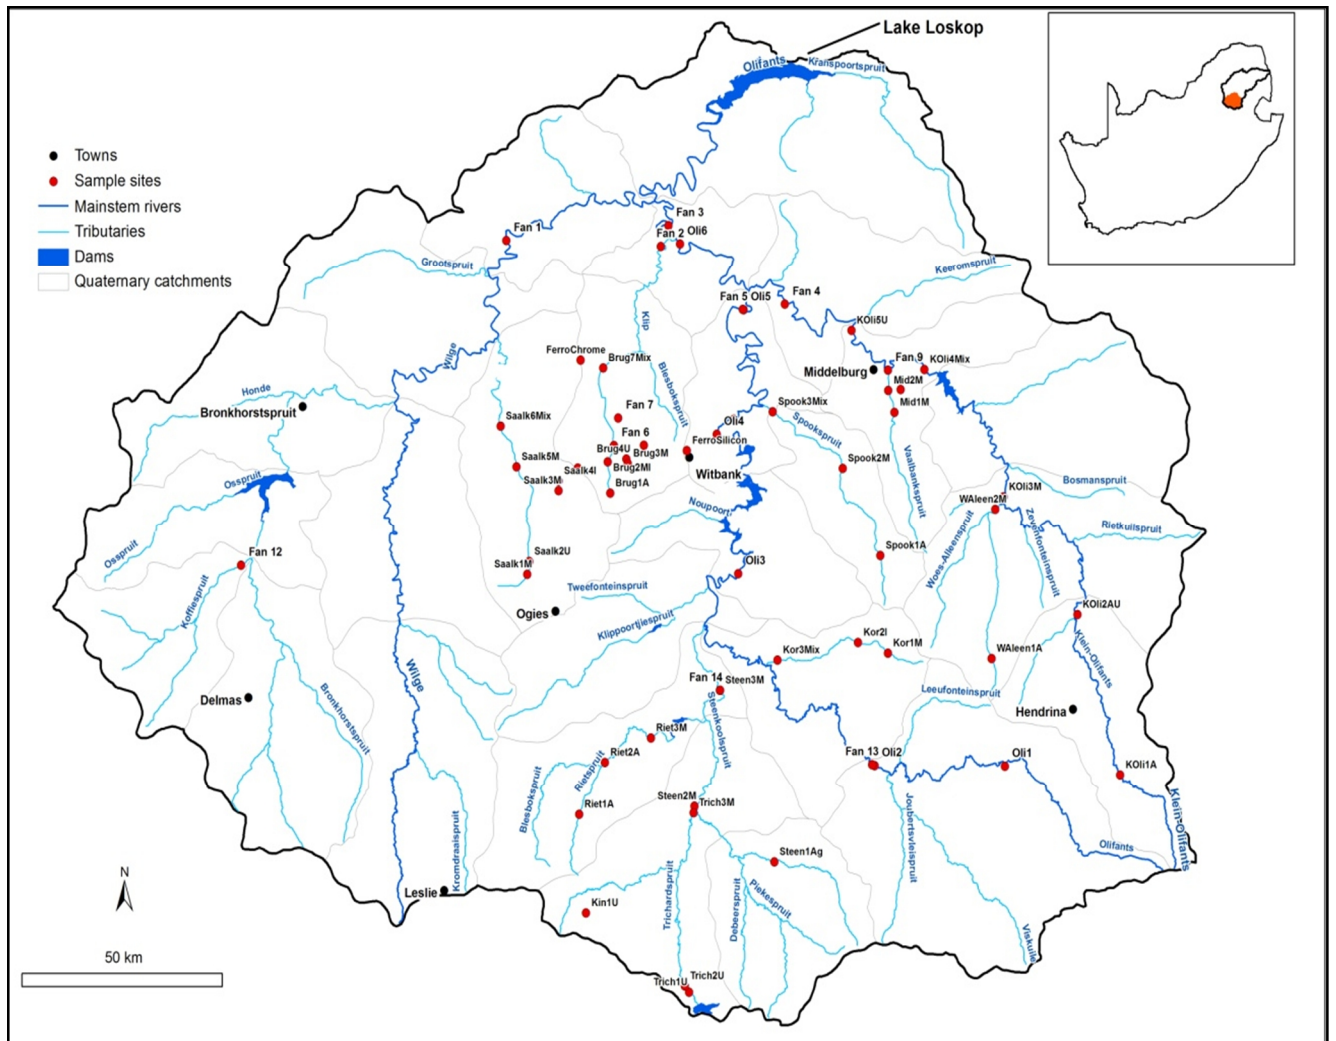 Lake Loskop
Olifants
Kranspoortspruit
Towns
Sample sites
Mainstem rivers
Tributaries
Dams
Quaternary catchments
Fan 3
Fan 1
Fan 2
Oli6
Grootspruit
Keeromspruit
Fan 5
Oli5
Fan 4
KOli5U
Klip
Wilge
FerroChrome
Brug7Mix
Middelburg
Fan 9
KOli4Mix
Mid2M
Mid1M
Honde
Bronkhorstspruit
Blesbokspruit
Fan 7
Spook3Mix
Saalk6Mix
Oli4
Spookspruit
Fan 6
FerroSilicon
Brug4U
Brug3M
Saalk5M
Saalk4I
Brug2MI
Spook2M
Witbank
Saalk3M
Brug1A
Vaalbankspruit
Osspruit
Bosmanspruit
KOli3M
WAleen2M
Noupoort
Zevenfonteinspruit
Rietkuilspruit
Woes-Alleenspruit
Osspruit
Fan 12
Saalk2U
Saalk1M
Oli3
Spook1A
Koffiespruit
Tweefonteinspruit
Ogies
Klippoortjiespruit
KOli2AU
Kor2I
Kor1M
Kor3Mix
WAleen1A
Klein-Olifants
Wilge
Fan 14
Steen3M
Leeufonteinspruit
Delmas
Bronkhorstspruit
Hendrina
Steenkoolspruit
Riet3M
Riet2A
Fan 13
Oli2
Oli1
Rietspruit
KOli1A
Blesbokspruit
Riet1A
Steen2M
Trich3M
Joubertsvleispruit
Klein-Olifants
Kromdraaispruit
Steen1Ag
Olifants
N
Leslie
Trichardspruit
Debeerspruit
Piekespruit
Kin1U
Viskuile
50 km
Trich1U
Trich2U